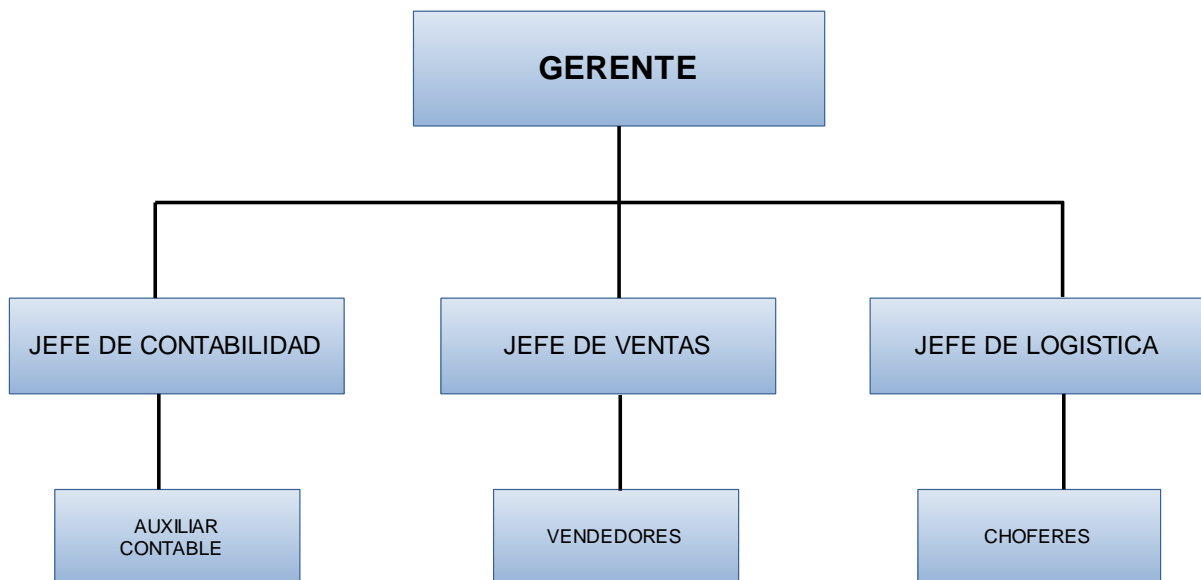 GERENTE
JEFE DE CONTABILIDAD
JEFE DE VENTAS
JEFE DE LOGISTICA
AUXILIAR
CONTABLE
VENDEDORES
CHOFERES